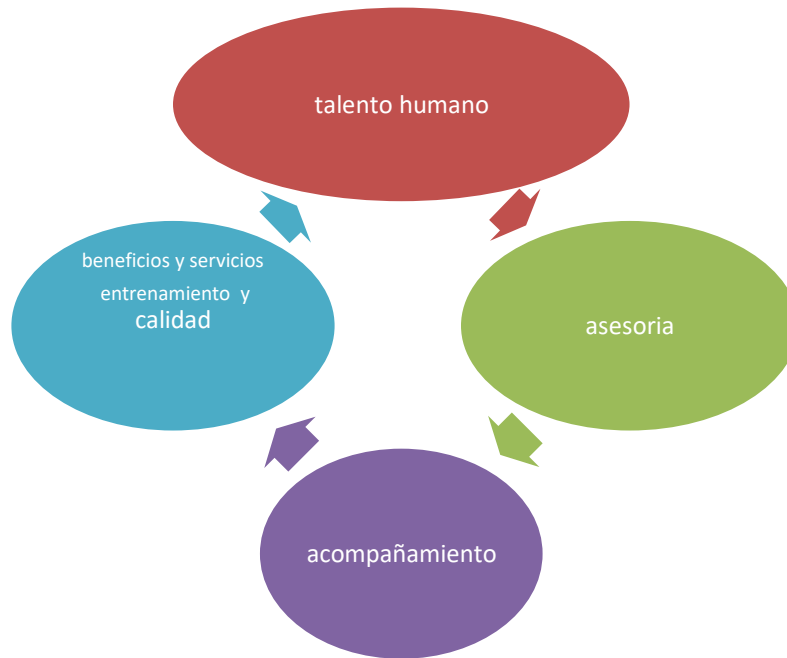 talento humano
beneficios y servicios
entrenamiento  y
calidad
asesoria
acompañamiento